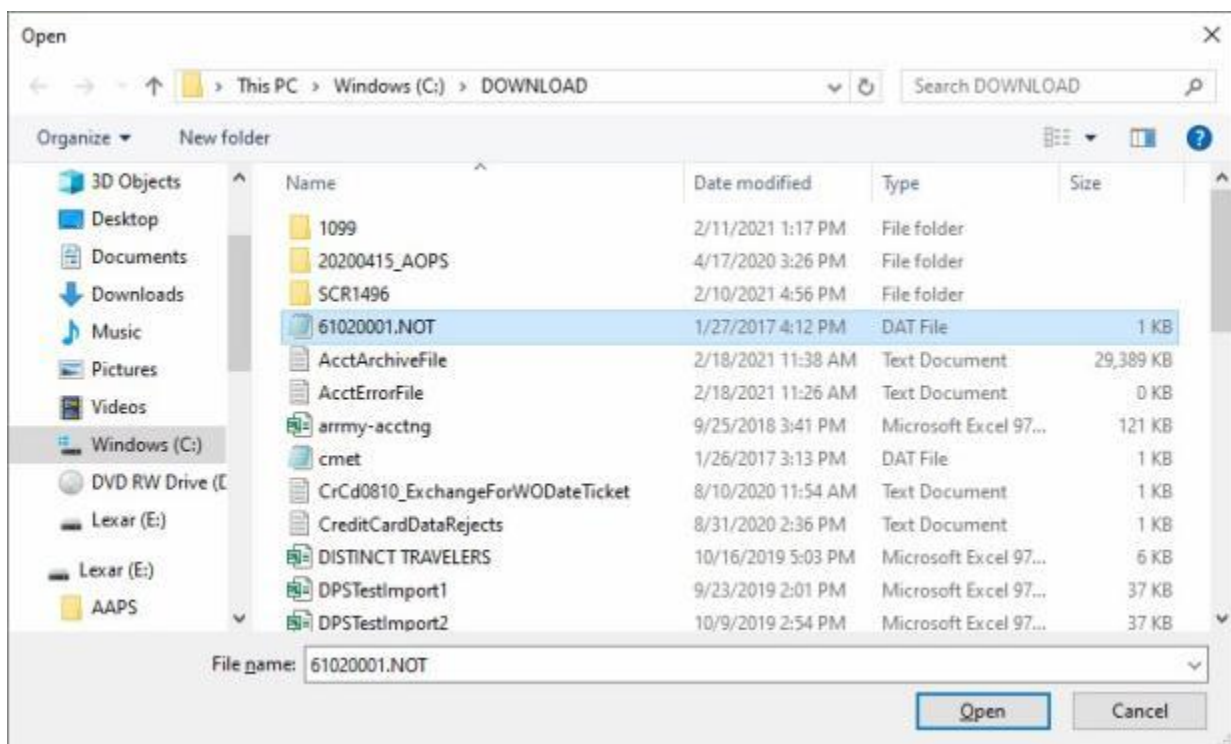 Open
This PC > Windows (C:) > DOWNLOAD Search DOWNLOAD
Organize New folder
3D Objects
Desktop
Documents
Downloads
Music
Pictures
Videos
Windows (C:)
DVD RW Drive (D
Lexar (E:)
Lexar (E:)
AAPS
Name Date modified Type Size
1099 2/11/2021 1:17 PM File folder
20200415_AOPS 4/17/2020 3:26 PM File folder
SCR1496 2/10/2021 4:56 PM File folder
61020001.NOT 1/27/2017 4:12 PM DAT File 1 KB
AcctArchiveFile 2/18/2021 11:38 AM Text Document 29,389 KB
AcctErrorFile 2/18/2021 11:26 AM Text Document 0 KB
arrmy-acctng 9/25/2018 3:41 PM Microsoft Excel 97... 121 KB
cmet 1/26/2017 3:13 PM DAT File 1 KB
CrCd0810_ExchangeForWODateTicket 8/10/2020 11:54 AM Text Document 1 KB
CreditCardDataRejects 8/31/2020 2:36 PM Text Document 1 KB
DISTINCT TRAVELERS 10/16/2019 5:03 PM Microsoft Excel 97... 6 KB
DPSTestImport1 9/23/2019 2:01 PM Microsoft Excel 97... 37 KB
DPSTestImport2 10/9/2019 2:54 PM Microsoft Excel 97... 37 KB
File name: 61020001.NOT
Open Cancel